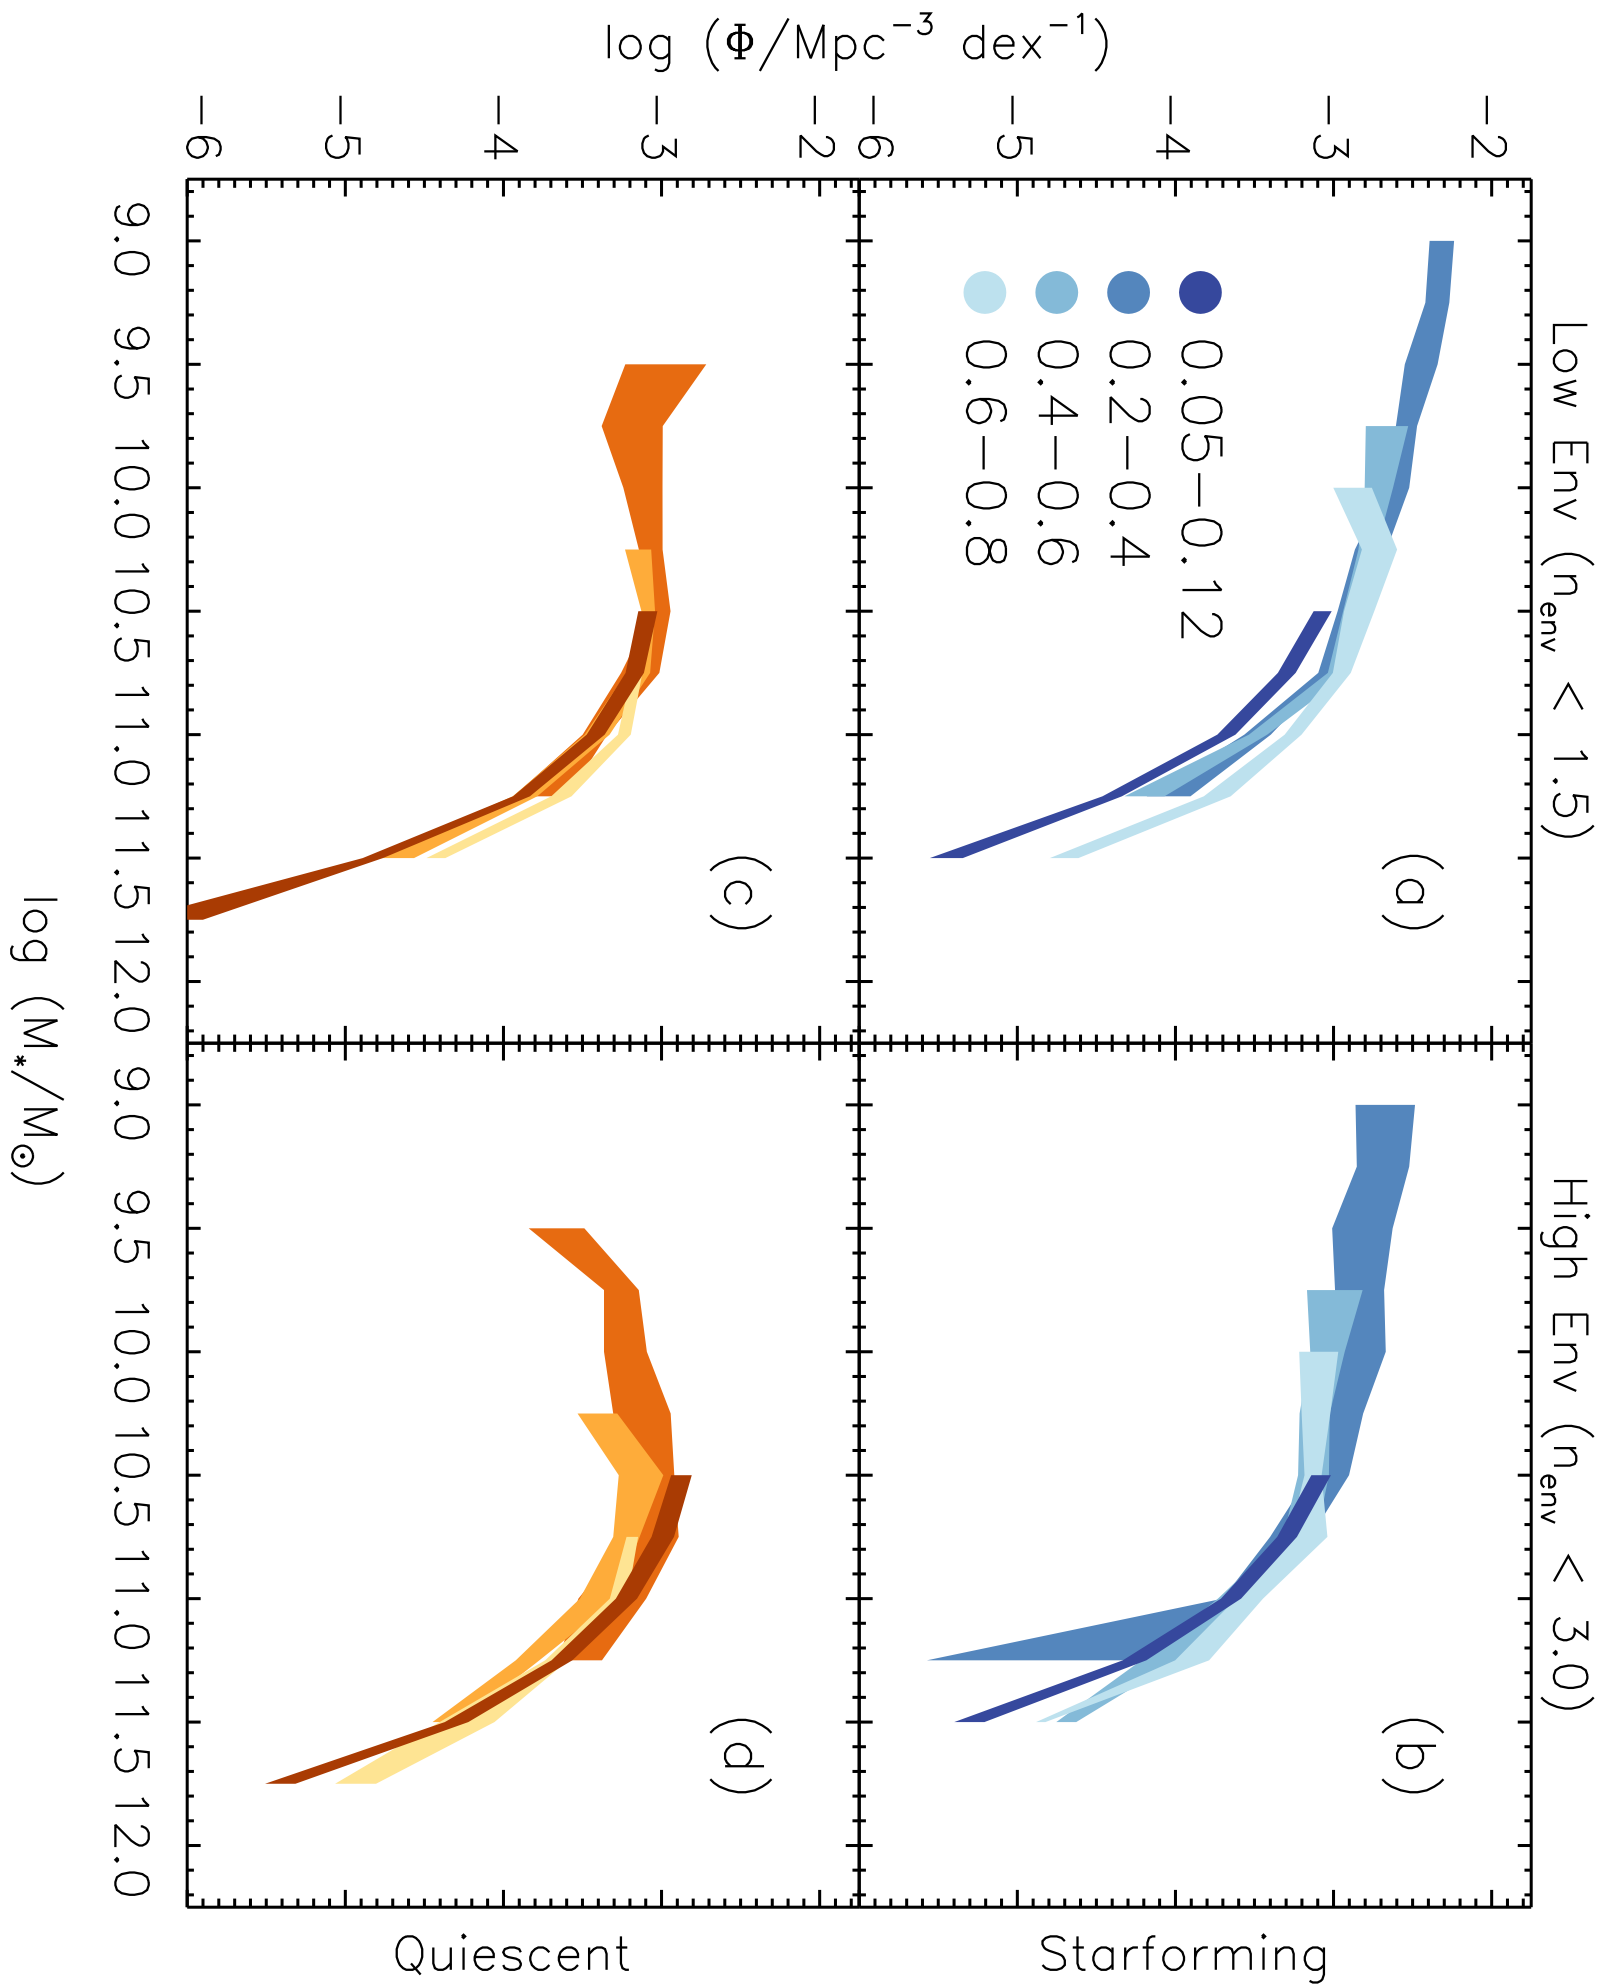 Low Env (n_env < 1.5)
High Env (n_env < 3.0)
−2
−3
−4
−5
−6
(a)
0.05−0.12
0.2−0.4
0.4−0.6
0.6−0.8
(b)
Starforming
log (Φ/Mpc⁻³ dex⁻¹)
−2
−3
−4
−5
−6
(c)
(d)
Quiescent
9.0 9.5 10.0 10.5 11.0 11.5 12.0
9.0 9.5 10.0 10.5 11.0 11.5 12.0
log (M*/M☉)